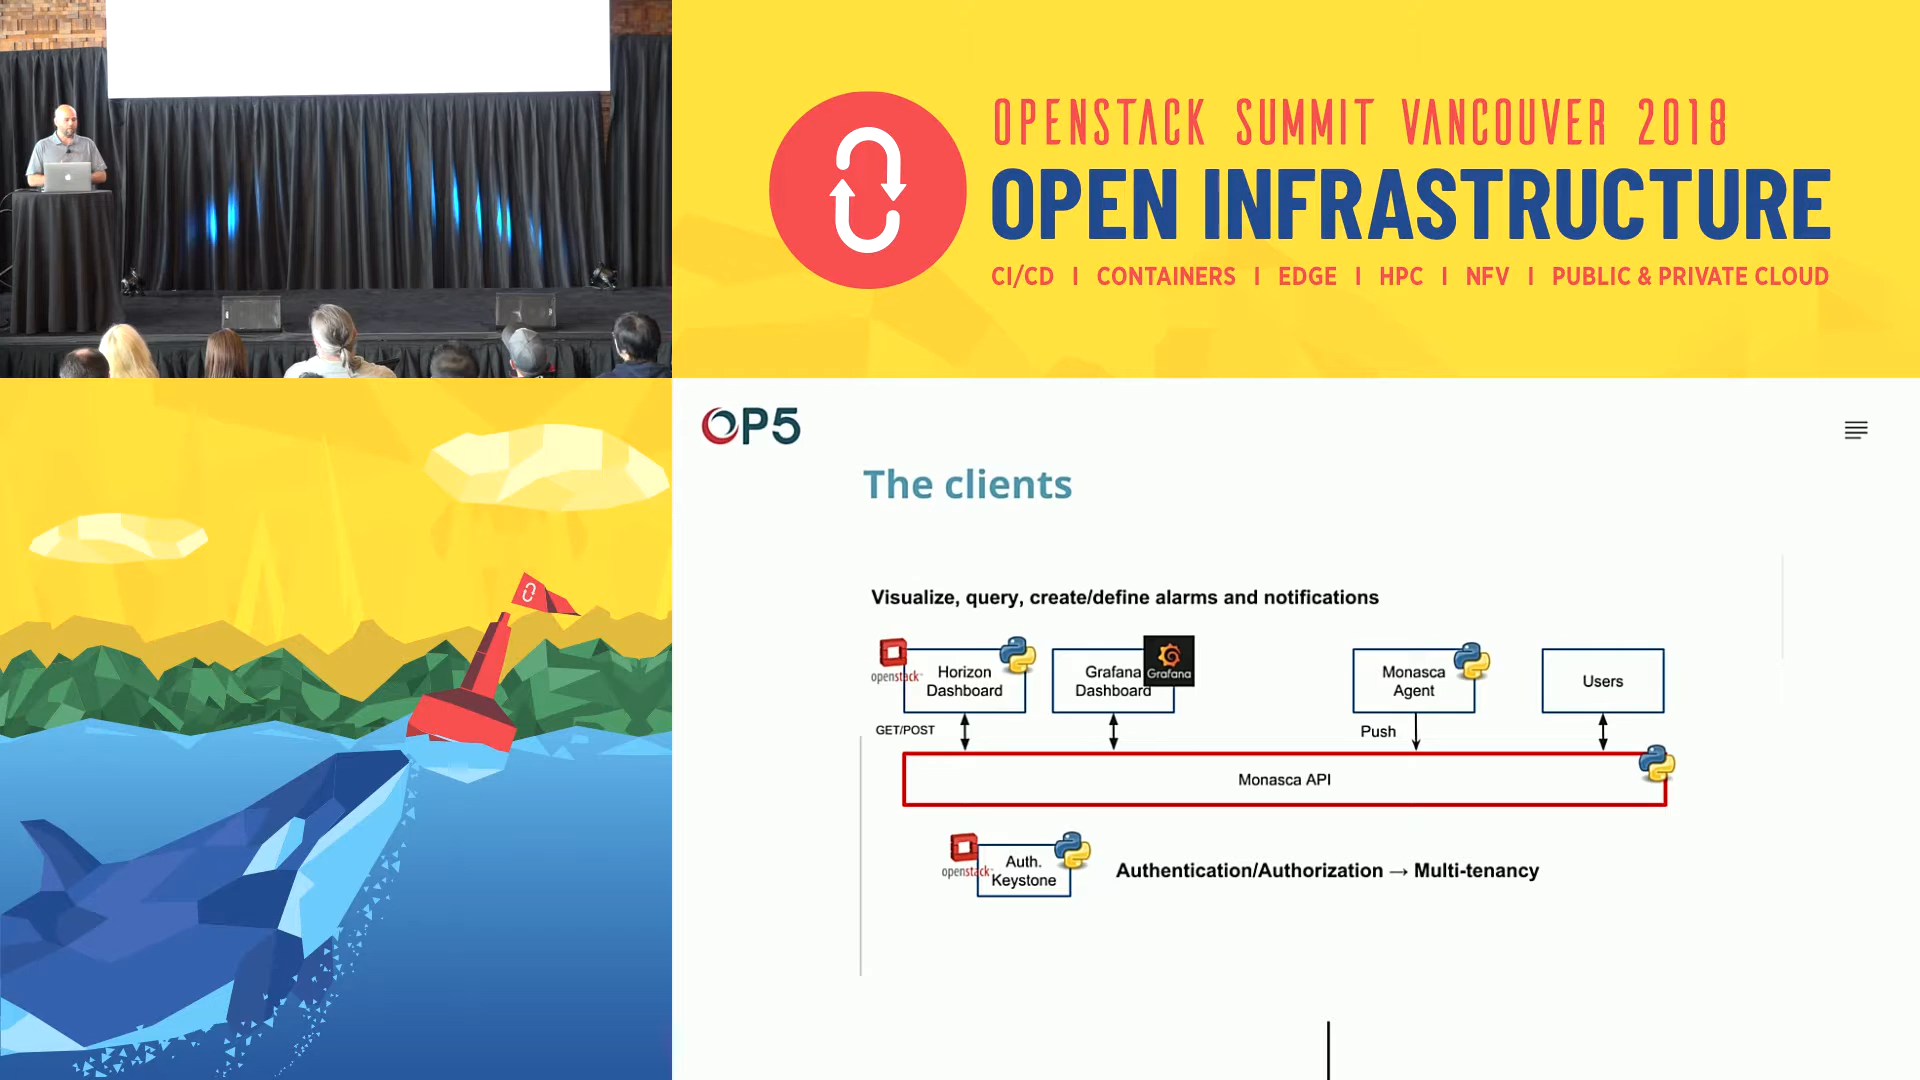 OPENSTACK SUMMIT VANCOUVER 2018
OPEN INFRASTRUCTURE
CI/CD | CONTAINERS | EDGE | HPC | NFV | PUBLIC & PRIVATE CLOUD
OP5
The clients
Visualize, query, create/define alarms and notifications
openstack
Horizon
Dashboard
Grafana
Dashboard
Grafana
Monasca
Agent
Users
GET/POST
Push
Monasca API
openstack
Auth.
Keystone
Authentication/Authorization → Multi-tenancy